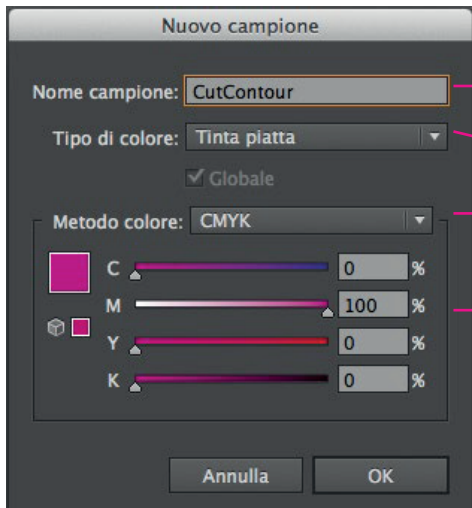 Nuovo campione
Nome campione: CutContour
Tipo di colore: Tinta piatta
Globale
Metodo colore: CMYK
C 0 %
M 100 %
Y 0 %
K 0 %
Annulla OK